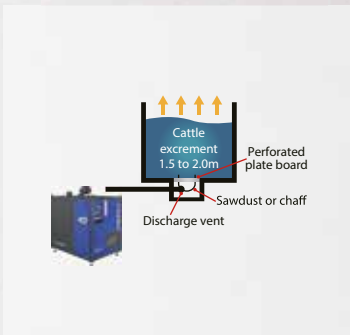 Cattle
excrement
1.5 to 2.0m
Perforated
plate board
Sawdust or chaff
Discharge vent